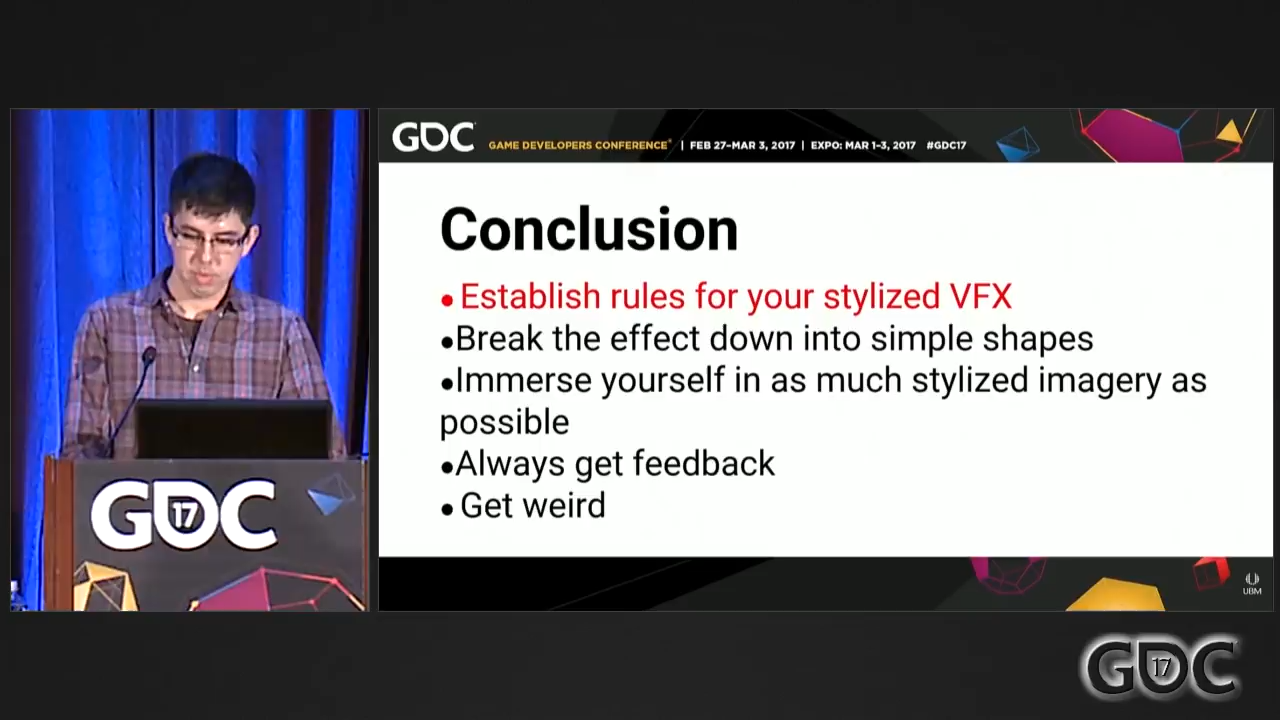 GDC
GAME DEVELOPERS CONFERENCE® | FEB 27–MAR 3, 2017 | EXPO: MAR 1–3, 2017 #GDC17
Conclusion
• Establish rules for your stylized VFX
•Break the effect down into simple shapes
•Immerse yourself in as much stylized imagery as
possible
•Always get feedback
• Get weird
UBM
GDC
17
GDC
17